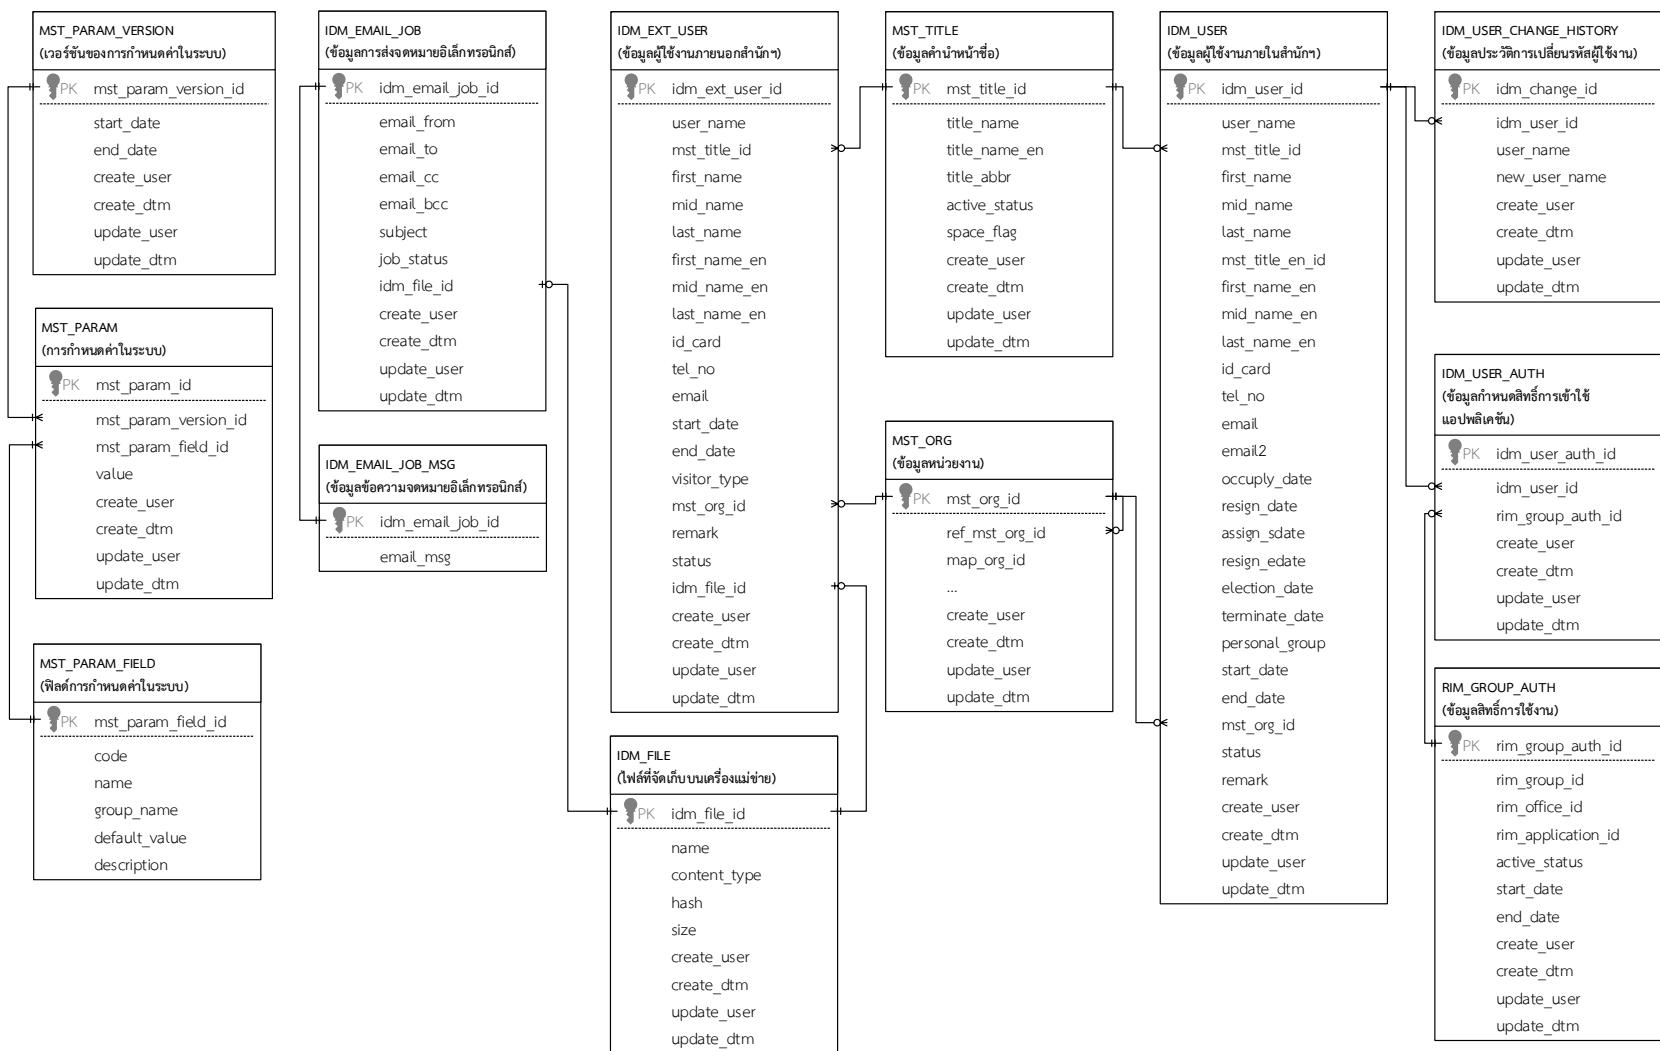 MST_PARAM_VERSION
(เวอร์ชันของการกำหนดค่าในระบบ)
PK mst_param_version_id
start_date
end_date
create_user
create_dtm
update_user
update_dtm
MST_PARAM
(การกำหนดค่าในระบบ)
PK mst_param_id
mst_param_version_id
mst_param_field_id
value
create_user
create_dtm
update_user
update_dtm
MST_PARAM_FIELD
(ฟิลด์การกำหนดค่าในระบบ)
PK mst_param_field_id
code
name
group_name
default_value
description
IDM_EMAIL_JOB
(ข้อมูลการส่งจดหมายอิเล็กทรอนิกส์)
PK idm_email_job_id
email_from
email_to
email_cc
email_bcc
subject
job_status
idm_file_id
create_user
create_dtm
update_user
update_dtm
IDM_EMAIL_JOB_MSG
(ข้อมูลข้อความจดหมายอิเล็กทรอนิกส์)
PK idm_email_job_id
email_msg
IDM_EXT_USER
(ข้อมูลผู้ใช้งานภายนอกสำนักฯ)
PK idm_ext_user_id
user_name
mst_title_id
first_name
mid_name
last_name
first_name_en
mid_name_en
last_name_en
id_card
tel_no
email
start_date
end_date
visitor_type
mst_org_id
remark
status
idm_file_id
create_user
create_dtm
update_user
update_dtm
IDM_FILE
(ไฟล์ที่จัดเก็บบนเครื่องแม่ข่าย)
PK idm_file_id
name
content_type
hash
size
create_user
create_dtm
update_user
update_dtm
MST_TITLE
(ข้อมูลคำนำหน้าชื่อ)
PK mst_title_id
title_name
title_name_en
title_abbr
active_status
space_flag
create_user
create_dtm
update_user
update_dtm
MST_ORG
(ข้อมูลหน่วยงาน)
PK mst_org_id
ref_mst_org_id
map_org_id
...
create_user
create_dtm
update_user
update_dtm
IDM_USER
(ข้อมูลผู้ใช้งานภายในสำนักฯ)
PK idm_user_id
user_name
mst_title_id
first_name
mid_name
last_name
mst_title_en_id
first_name_en
mid_name_en
last_name_en
id_card
tel_no
email
email2
occuply_date
resign_date
assign_sdate
resign_edate
election_date
terminate_date
personal_group
start_date
end_date
mst_org_id
status
remark
create_user
create_dtm
update_user
update_dtm
IDM_USER_CHANGE_HISTORY
(ข้อมูลประวัติการเปลี่ยนรหัสผู้ใช้งาน)
PK idm_change_id
idm_user_id
user_name
new_user_name
create_user
create_dtm
update_user
update_dtm
IDM_USER_AUTH
(ข้อมูลกำหนดสิทธิ์การเข้าใช้
แอปพลิเคชัน)
PK idm_user_auth_id
idm_user_id
rim_group_auth_id
create_user
create_dtm
update_user
update_dtm
RIM_GROUP_AUTH
(ข้อมูลสิทธิ์การใช้งาน)
PK rim_group_auth_id
rim_group_id
rim_office_id
rim_application_id
active_status
start_date
end_date
create_user
create_dtm
update_user
update_dtm